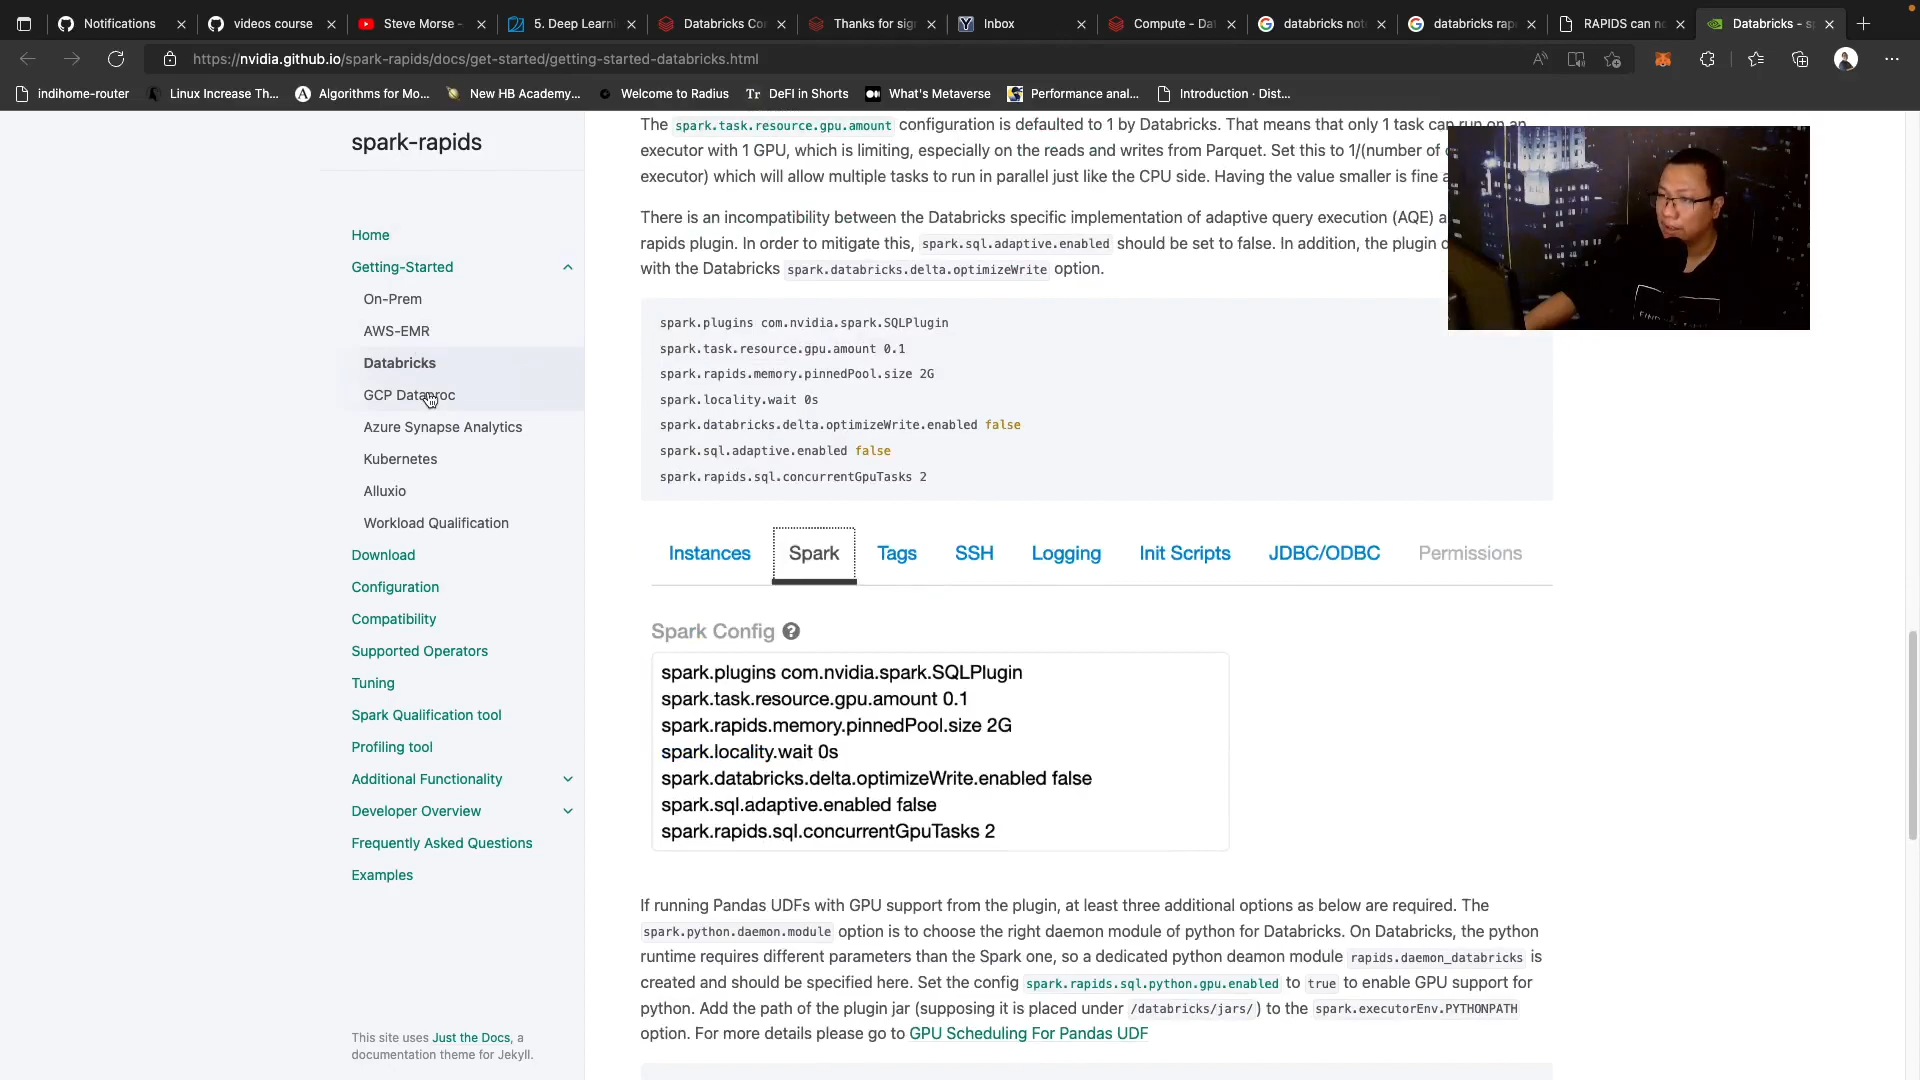 Notifications
videos course
Steve Morse -
5. Deep Learni
Databricks Co
Thanks for sig
Inbox
Compute - Dat
databricks not
databricks rap
RAPIDS can n
Databricks - s
https://nvidia.github.io/spark-rapids/docs/get-started/getting-started-databricks.html
indihome-router
Linux Increase Th...
Algorithms for Mo...
New HB Academy...
Welcome to Radius
Tr DeFI in Shorts
What's Metaverse
Performance anal...
Introduction · Dist...
spark-rapids
Home
Getting-Started
On-Prem
AWS-EMR
Databricks
GCP Dataproc
Azure Synapse Analytics
Kubernetes
Alluxio
Workload Qualification
Download
Configuration
Compatibility
Supported Operators
Tuning
Spark Qualification tool
Profiling tool
Additional Functionality
Developer Overview
Frequently Asked Questions
Examples
This site uses Just the Docs, a
documentation theme for Jekyll.
The spark.task.resource.gpu.amount configuration is defaulted to 1 by Databricks. That means that only 1 task can run on an
executor with 1 GPU, which is limiting, especially on the reads and writes from Parquet. Set this to 1/(number of
executor) which will allow multiple tasks to run in parallel just like the CPU side. Having the value smaller is fine
There is an incompatibility between the Databricks specific implementation of adaptive query execution (AQE)
rapids plugin. In order to mitigate this, spark.sql.adaptive.enabled should be set to false. In addition, the plugin
with the Databricks spark.databricks.delta.optimizeWrite option.
spark.plugins com.nvidia.spark.SQLPlugin
spark.task.resource.gpu.amount 0.1
spark.rapids.memory.pinnedPool.size 2G
spark.locality.wait 0s
spark.databricks.delta.optimizeWrite.enabled false
spark.sql.adaptive.enabled false
spark.rapids.sql.concurrentGpuTasks 2
Instances Spark Tags SSH Logging Init Scripts JDBC/ODBC Permissions
Spark Config ?
spark.plugins com.nvidia.spark.SQLPlugin
spark.task.resource.gpu.amount 0.1
spark.rapids.memory.pinnedPool.size 2G
spark.locality.wait 0s
spark.databricks.delta.optimizeWrite.enabled false
spark.sql.adaptive.enabled false
spark.rapids.sql.concurrentGpuTasks 2
If running Pandas UDFs with GPU support from the plugin, at least three additional options as below are required. The
spark.python.daemon.module option is to choose the right daemon module of python for Databricks. On Databricks, the python
runtime requires different parameters than the Spark one, so a dedicated python deamon module rapids.daemon_databricks is
created and should be specified here. Set the config spark.rapids.sql.python.gpu.enabled to true to enable GPU support for
python. Add the path of the plugin jar (supposing it is placed under /databricks/jars/) to the spark.executorEnv.PYTHONPATH
option. For more details please go to GPU Scheduling For Pandas UDF